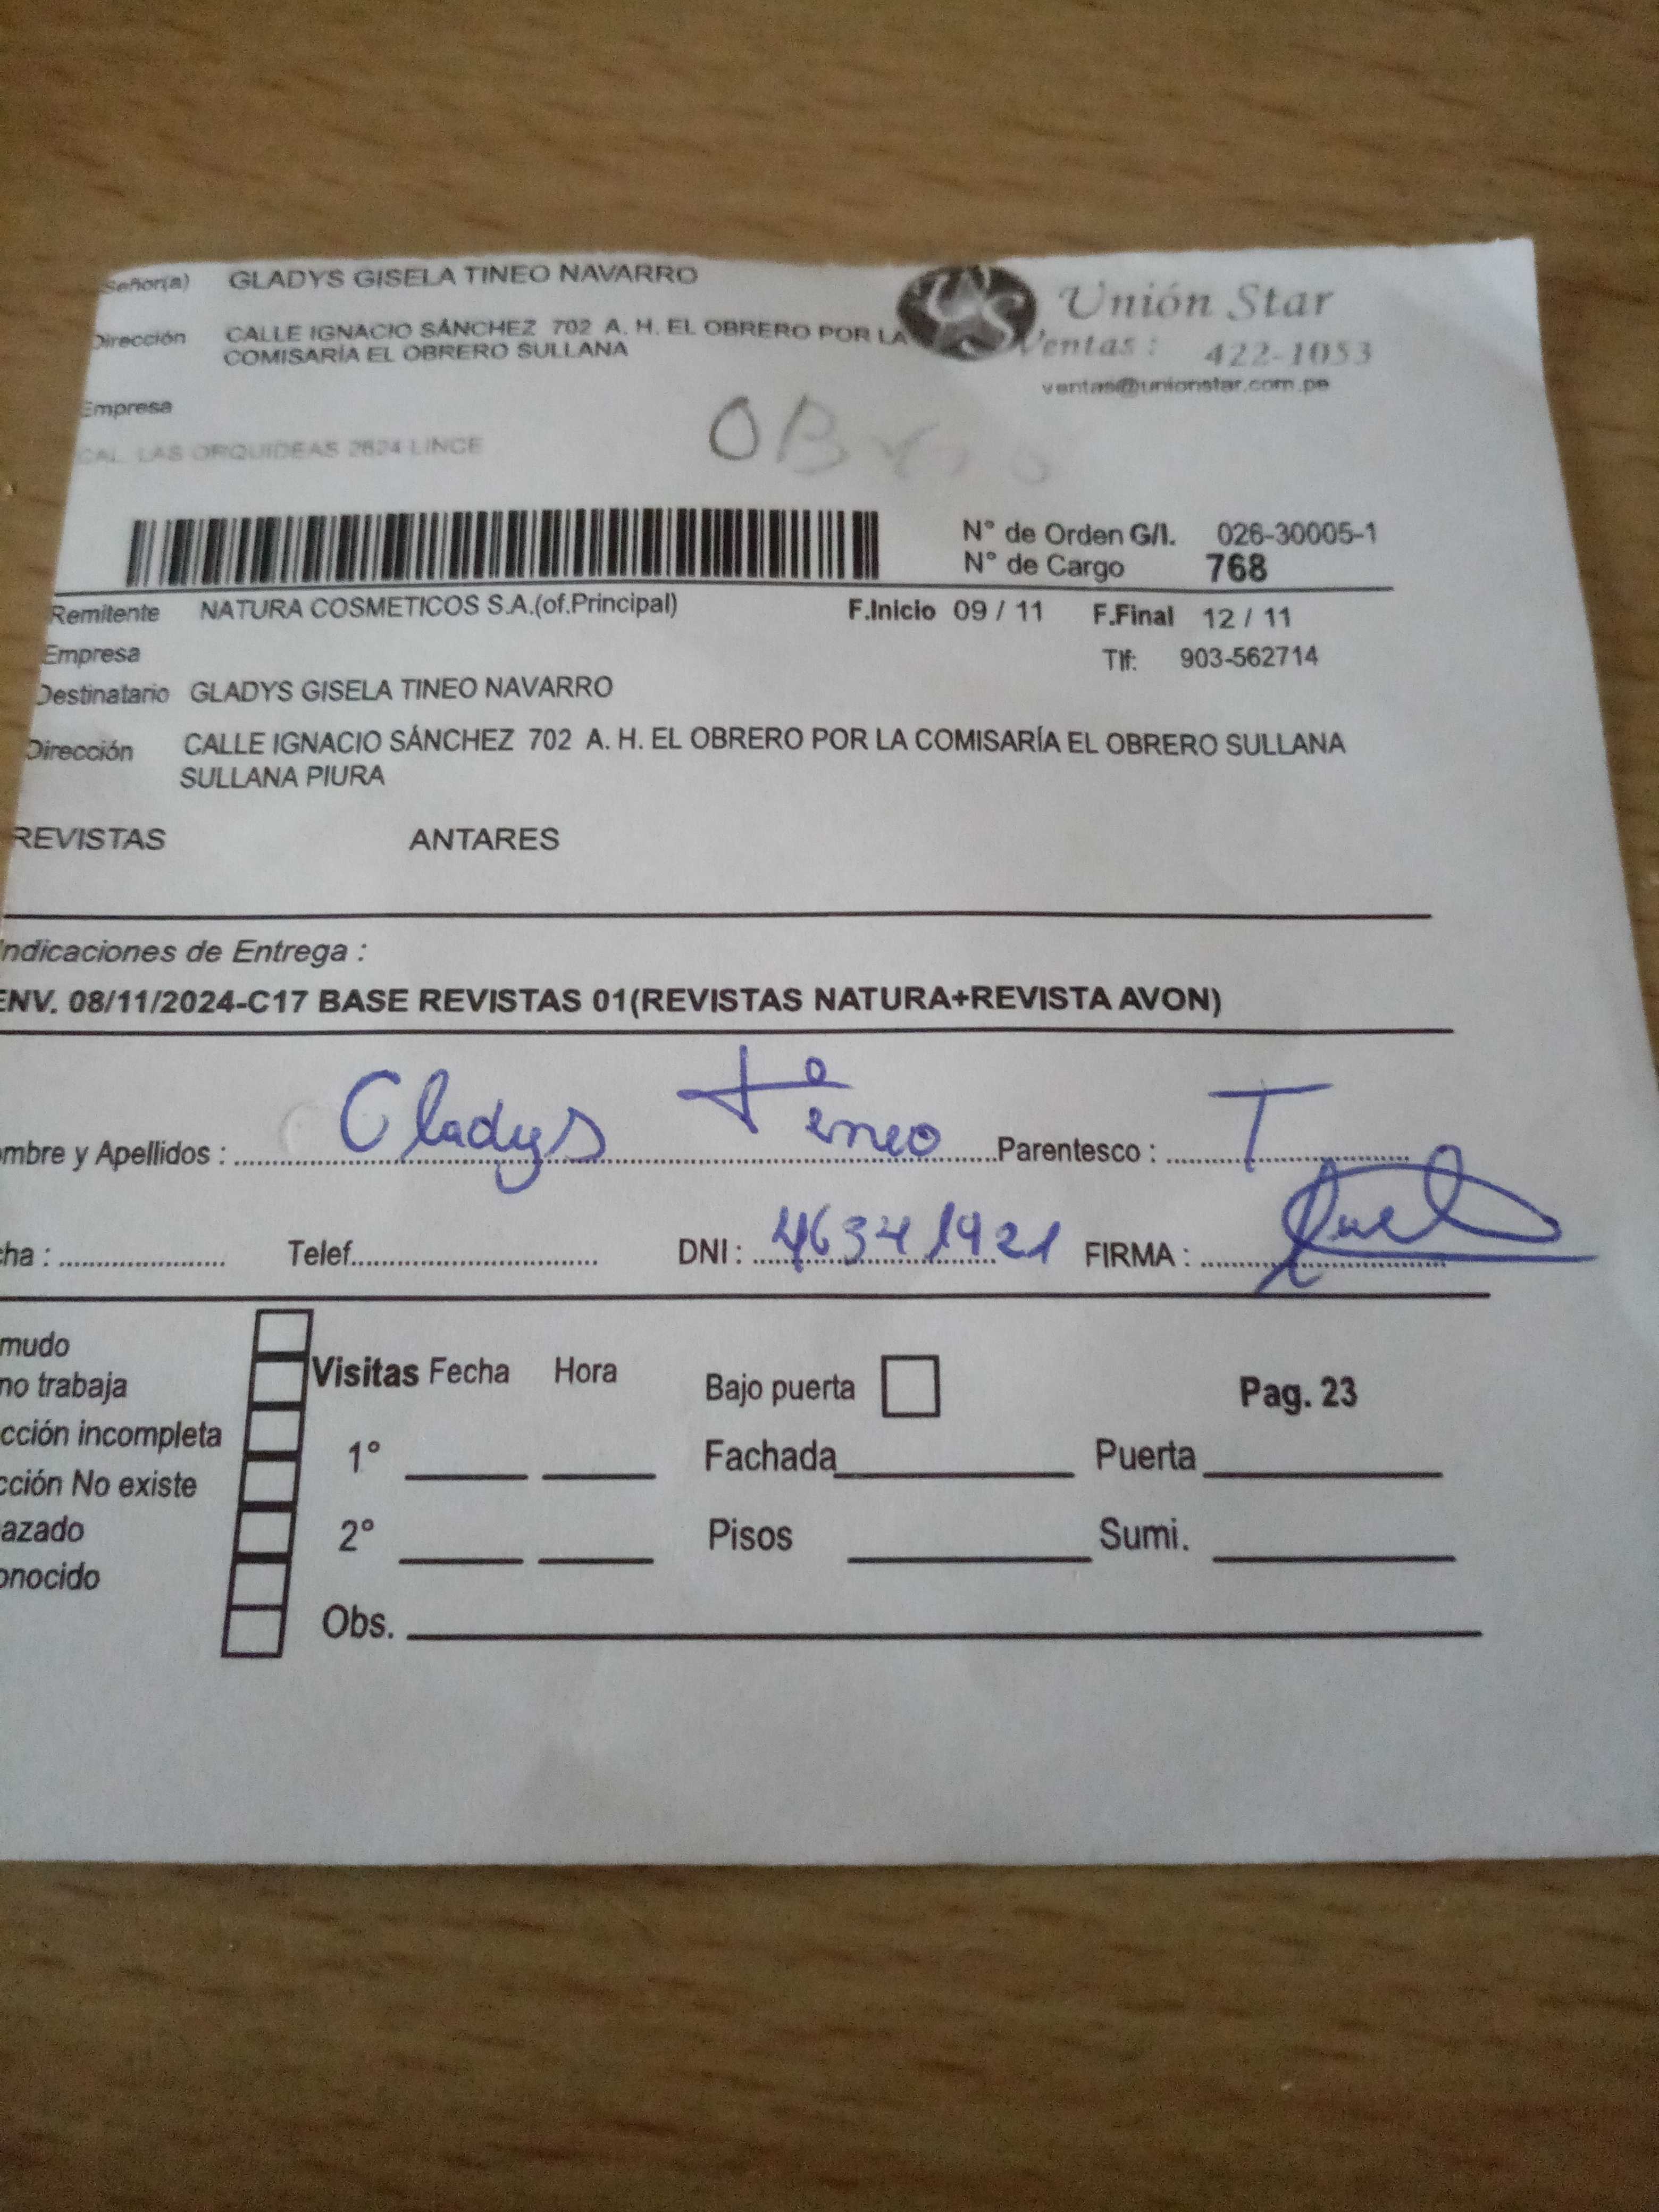 Señor(a) GLADYS GISELA TINEO NAVARRO
Unión Star
Dirección CALLE IGNACIO SÁNCHEZ 702 A. H. EL OBRERO POR LA
COMISARÍA EL OBRERO SULLANA
Ventas : 422-1053
ventas@unionstar.com.pe
Empresa
CAL. LAS ORQUIDEAS 2624 LINCE
N° de Orden G/I. 026-30005-1
N° de Cargo 768
Remitente NATURA COSMETICOS S.A.(of.Principal) F.Inicio 09 / 11 F.Final 12 / 11
Empresa Tlf: 903-562714
Destinatario GLADYS GISELA TINEO NAVARRO
Dirección CALLE IGNACIO SÁNCHEZ 702 A. H. EL OBRERO POR LA COMISARÍA EL OBRERO SULLANA
SULLANA PIURA
REVISTAS ANTARES
Indicaciones de Entrega :
ENV. 08/11/2024-C17 BASE REVISTAS 01(REVISTAS NATURA+REVISTA AVON)
ombre y Apellidos : Gladys Tineo Parentesco : T
cha : Telef. DNI : 46341921 FIRMA :
mudo
no trabaja
cción incompleta
cción No existe
azado
onocido
Visitas Fecha Hora Bajo puerta Pag. 23
1° Fachada Puerta
2° Pisos Sumi.
Obs.